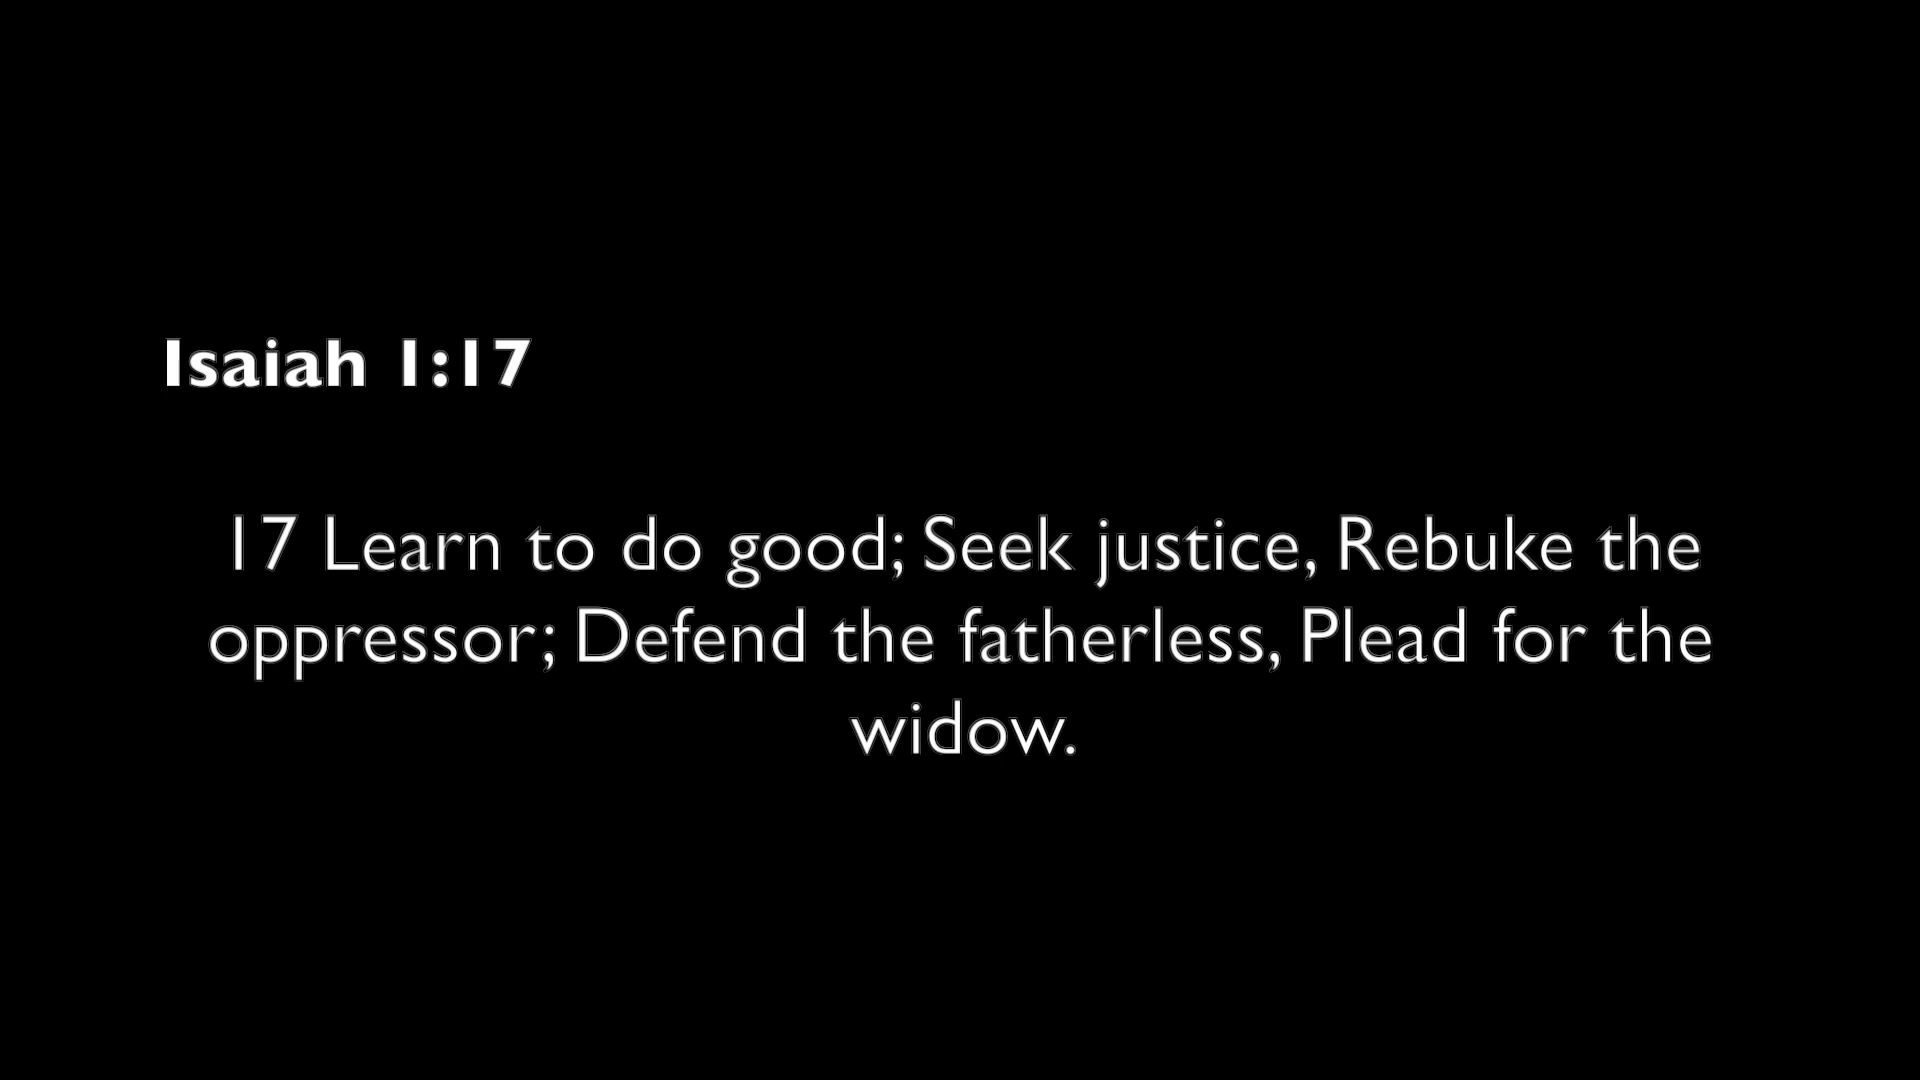 Isaiah 1:17
17 Learn to do good; Seek justice, Rebuke the
oppressor; Defend the fatherless, Plead for the
widow.